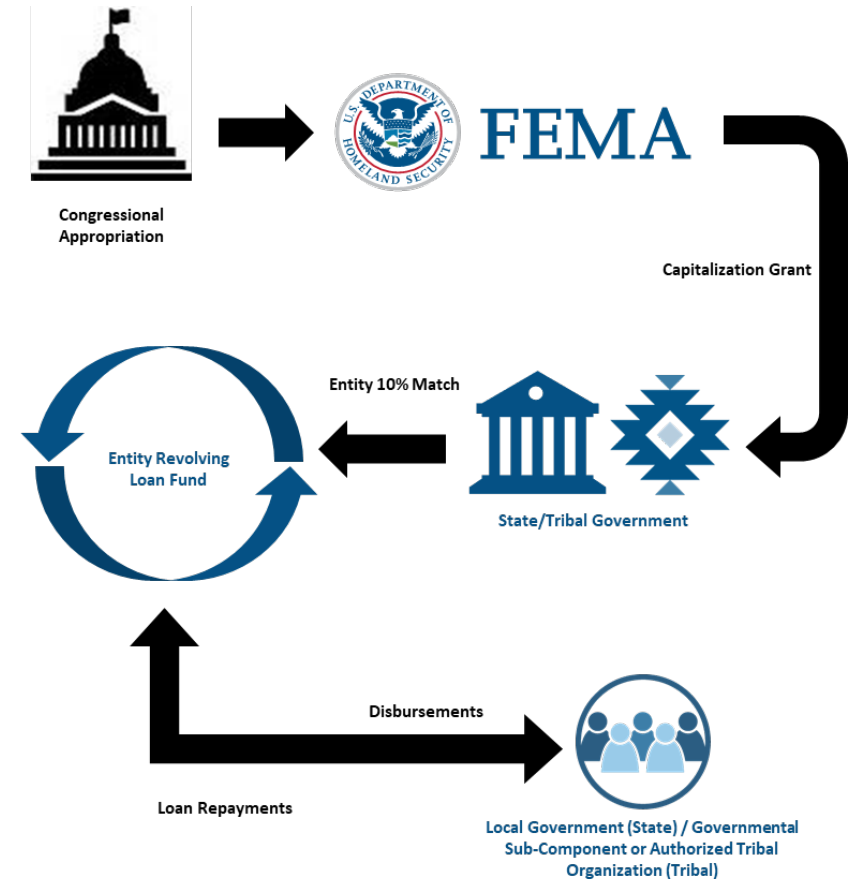 U.S. DEPARTMENT OF
HOMELAND SECURITY
FEMA
Congressional
Appropriation
Capitalization Grant
Entity 10% Match
Entity Revolving
Loan Fund
State/Tribal Government
Disbursements
Loan Repayments
Local Government (State) / Governmental
Sub-Component or Authorized Tribal
Organization (Tribal)